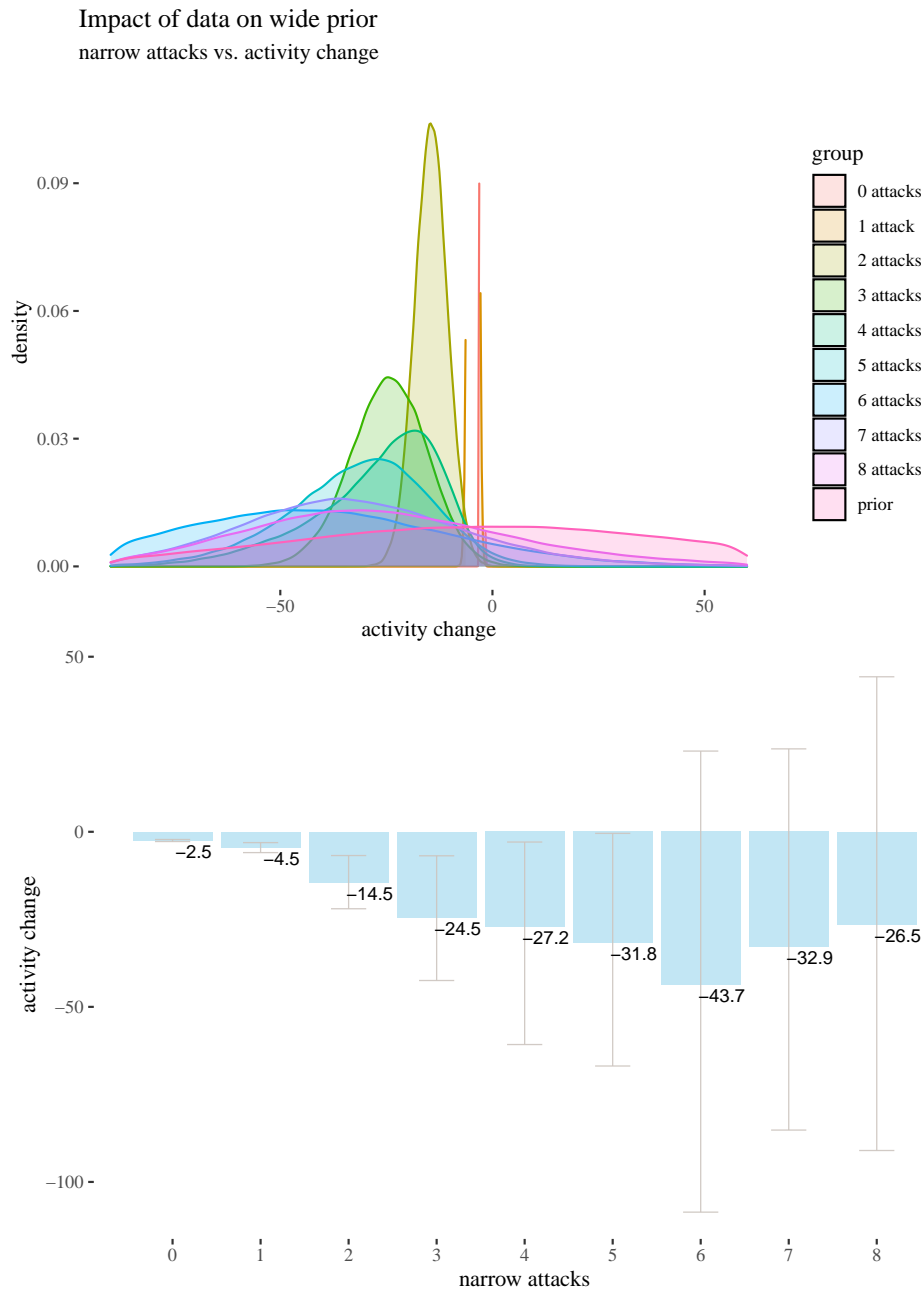 Impact of data on wide prior
narrow attacks vs. activity change
group
0 attacks
1 attack
2 attacks
3 attacks
4 attacks
5 attacks
6 attacks
7 attacks
8 attacks
prior
density
0.09
0.06
0.03
0.00
−50
0
50
activity change
activity change
50
0
−50
−100
−2.5
−4.5
−14.5
−24.5
−27.2
−31.8
−43.7
−32.9
−26.5
0
1
2
3
4
5
6
7
8
narrow attacks